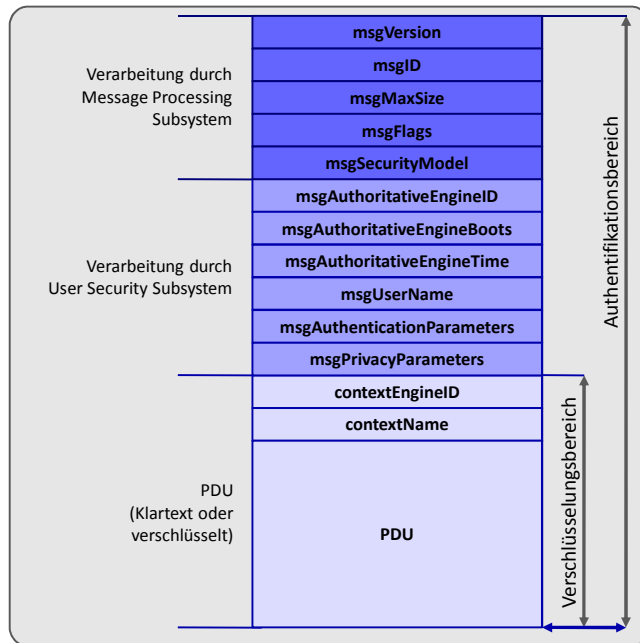 msgVersion
msgID
msgMaxSize
msgFlags
msgSecurityModel
Verarbeitung durch
Message Processing
Subsystem
msgAuthoritativeEngineID
msgAuthoritativeEngineBoots
msgAuthoritativeEngineTime
msgUserName
msgAuthenticationParameters
msgPrivacyParameters
Verarbeitung durch
User Security Subsystem
contextEngineID
contextName
PDU
PDU
(Klartext oder
verschlüsselt)
Verschlüsselungsbereich
Authentifikationsbereich